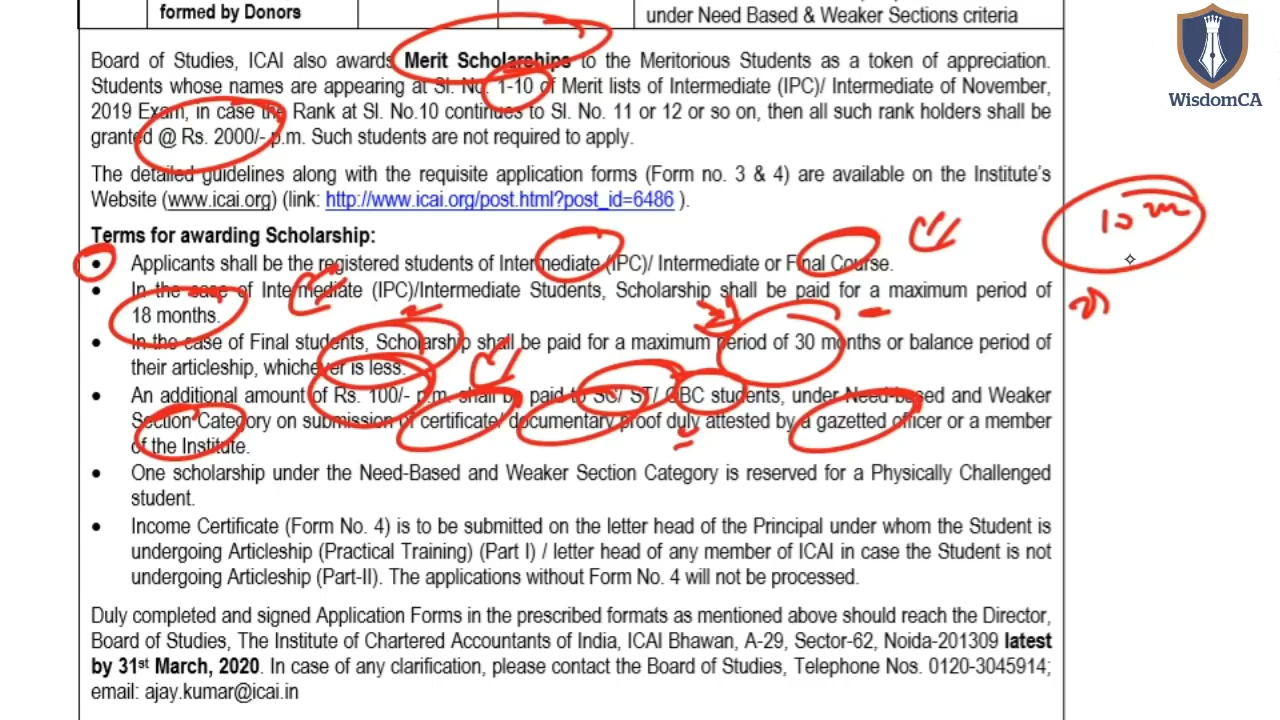 formed by Donors
under Need Based & Weaker Sections criteria
WisdomCA
Board of Studies, ICAI also awards Merit Scholarships to the Meritorious Students as a token of appreciation.
Students whose names are appearing at Sl. No. 1-10 of Merit lists of Intermediate (IPC)/ Intermediate of November,
2019 Exam, in case the Rank at Sl. No.10 continues to Sl. No. 11 or 12 or so on, then all such rank holders shall be
granted @ Rs. 2000/- p.m. Such students are not required to apply.
The detailed guidelines along with the requisite application forms (Form no. 3 & 4) are available on the Institute's
Website (www.icai.org) (link: http://www.icai.org/post.html?post_id=6486 ).
10 m
Terms for awarding Scholarship:
• Applicants shall be the registered students of Intermediate (IPC)/ Intermediate or Final Course.
• In the case of Intermediate (IPC)/Intermediate Students, Scholarship shall be paid for a maximum period of
18 months.
• In the case of Final students, Scholarship shall be paid for a maximum period of 30 months or balance period of
their articleship, whichever is less.
• An additional amount of Rs. 100/- p.m. shall be paid to SC/ ST/ OBC students, under Need-based and Weaker
Section Category on submission of certificate/ documentary proof duly attested by a gazetted officer or a member
of the Institute.
• One scholarship under the Need-Based and Weaker Section Category is reserved for a Physically Challenged
student.
• Income Certificate (Form No. 4) is to be submitted on the letter head of the Principal under whom the Student is
undergoing Articleship (Practical Training) (Part I) / letter head of any member of ICAI in case the Student is not
undergoing Articleship (Part-II). The applications without Form No. 4 will not be processed.
Duly completed and signed Application Forms in the prescribed formats as mentioned above should reach the Director,
Board of Studies, The Institute of Chartered Accountants of India, ICAI Bhawan, A-29, Sector-62, Noida-201309 latest
by 31st March, 2020. In case of any clarification, please contact the Board of Studies, Telephone Nos. 0120-3045914;
email: ajay.kumar@icai.in